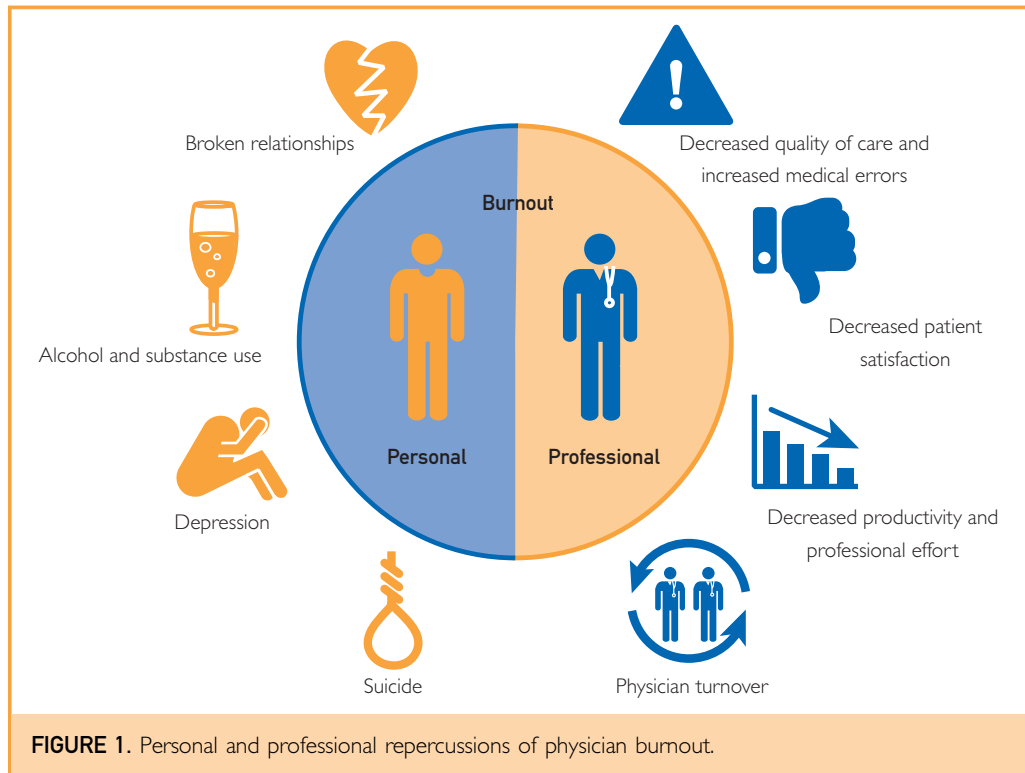 Broken relationships
Decreased quality of care and
increased medical errors
Burnout
Alcohol and substance use
Decreased patient
satisfaction
Personal
Professional
Depression
Decreased productivity and
professional effort
Suicide
Physician turnover
FIGURE 1. Personal and professional repercussions of physician burnout.